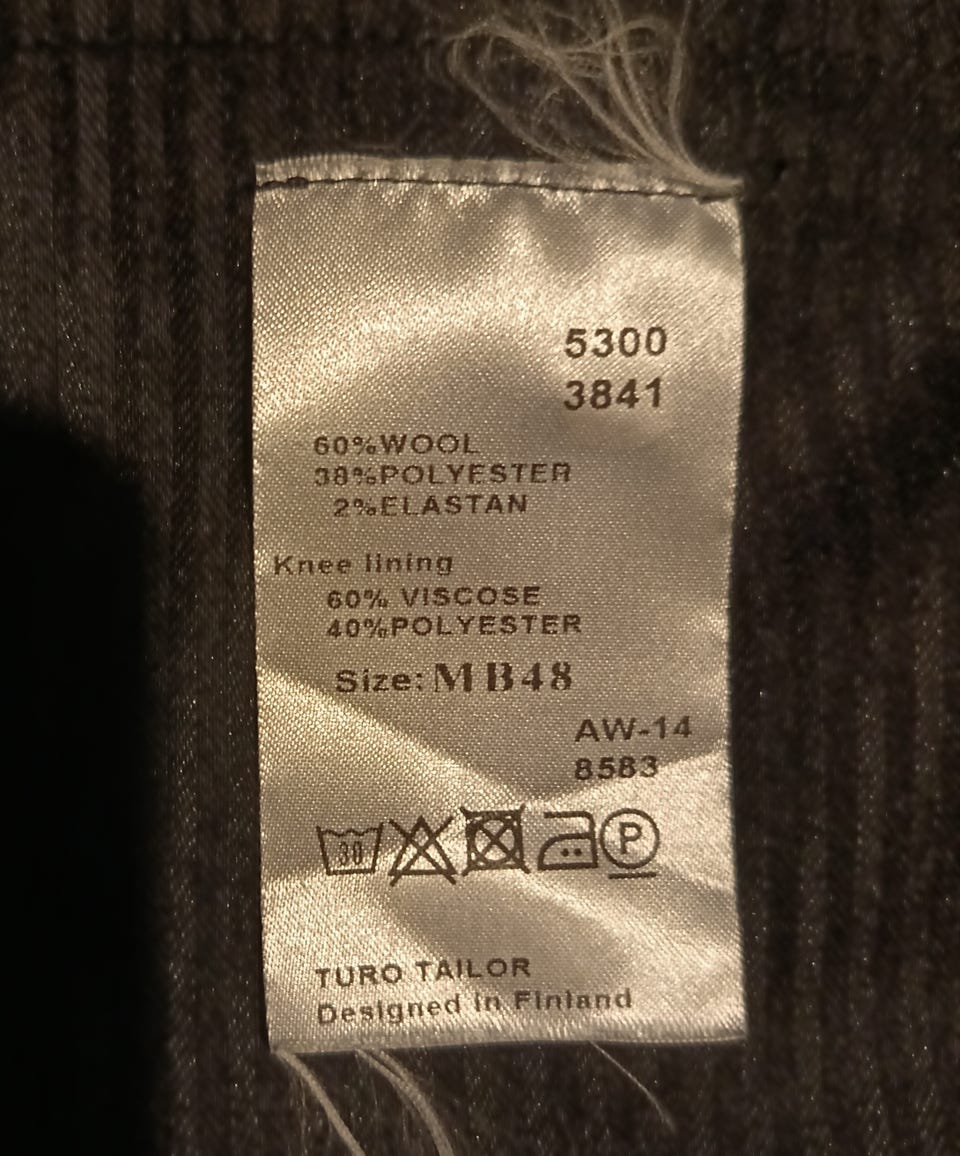 5300
3841
60%WOOL
38%POLYESTER
2%ELASTAN
Knee lining
60% VISCOSE
40%POLYESTER
Size: MB48
AW-14
8583
30 P
TURO TAILOR
Designed in Finland